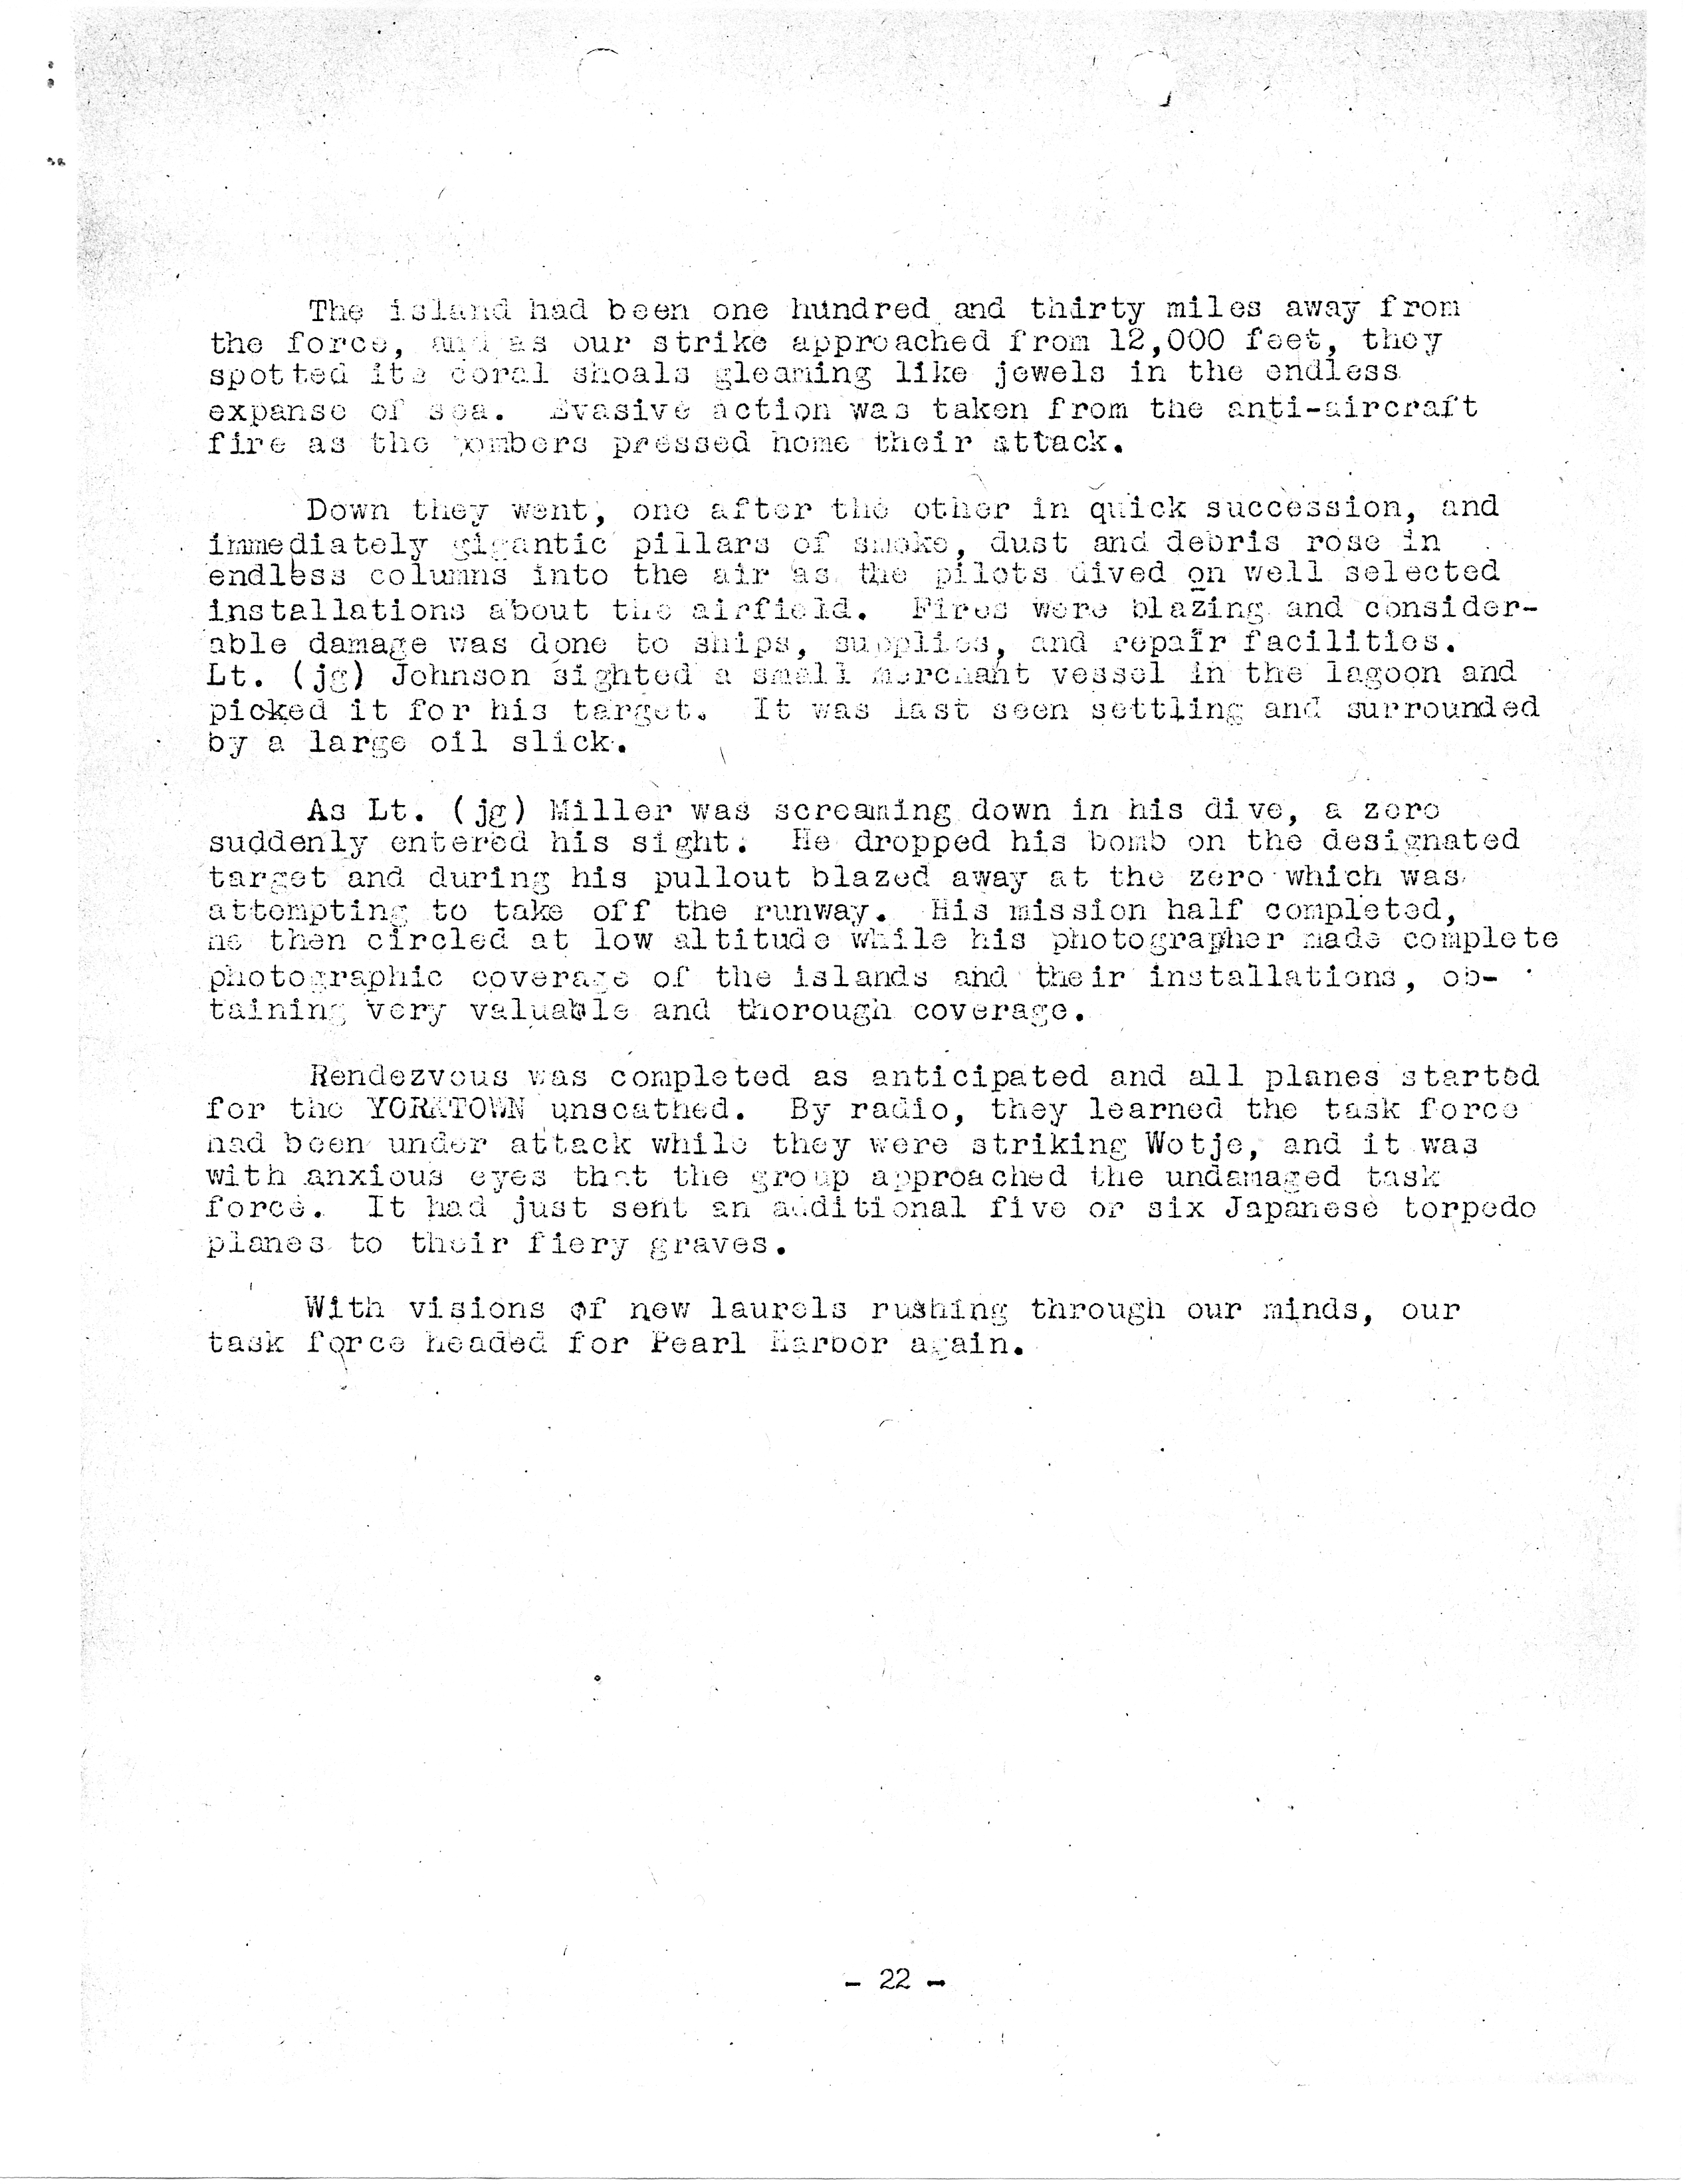 The island had been one hundred and thirty miles away from
the force, and as our strike approached from 12,000 feet, they
spotted its coral shoals gleaming like jewels in the endless
expanse of sea. Evasive action was taken from the anti-aircraft
fire as the bombers pressed home their attack.
Down they went, one after the other in quick succession, and
immediately gigantic pillars of smoke, dust and debris rose in
endless columns into the air as the pilots dived on well selected
installations about the airfield. Fires were blazing and consider-
able damage was done to ships, supplies, and repair facilities.
Lt. (jg) Johnson sighted a small merchant vessel in the lagoon and
picked it for his target. It was last seen settling and surrounded
by a large oil slick.
As Lt. (jg) Miller was screaming down in his dive, a zero
suddenly entered his sight. He dropped his bomb on the designated
target and during his pullout blazed away at the zero which was
attempting to take off the runway. His mission half completed,
he then circled at low altitude while his photographer made complete
photographic coverage of the islands and their installations, ob-
taining very valuable and thorough coverage.
Rendezvous was completed as anticipated and all planes started
for the YORKTOWN unscathed. By radio, they learned the task force
had been under attack while they were striking Wotje, and it was
with anxious eyes that the group approached the undamaged task
force. It had just sent an additional five or six Japanese torpedo
planes to their fiery graves.
With visions of new laurels rushing through our minds, our
task force headed for Pearl Harbor again.
- 22 -